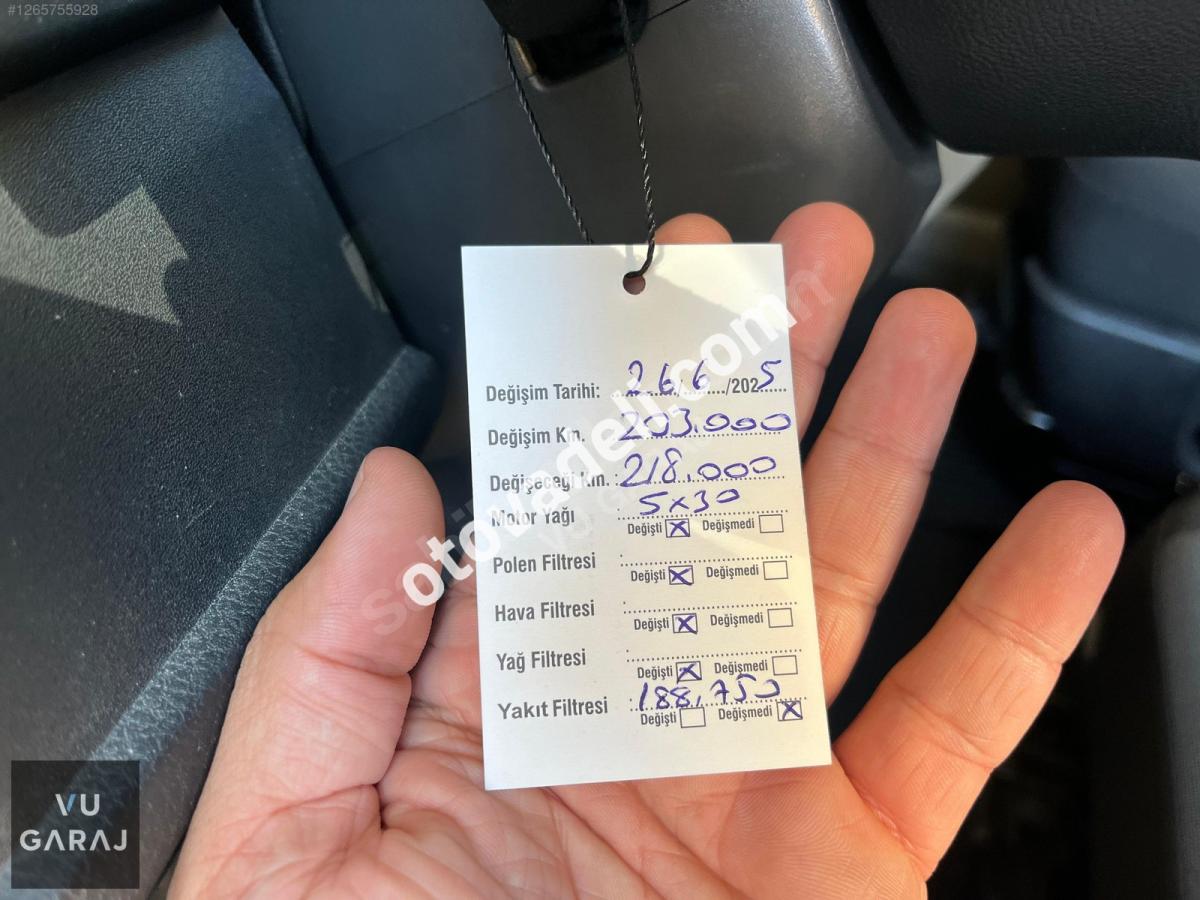 #1265755928
Değişim Tarihi: 26/6/2025
Değişim Km. 203.000
Değişeceği Km. : 218.000
Motor Yağı : 5x30
Değişti ☒ Değişmedi ☐
Polen Filtresi :
Değişti ☒ Değişmedi ☐
Hava Filtresi :
Değişti ☒ Değişmedi ☐
Yağ Filtresi :
Değişti ☒ Değişmedi ☐
Yakıt Filtresi : 188.750
Değişti ☐ Değişmedi ☒
otovadeli.com
VU
GARAJ